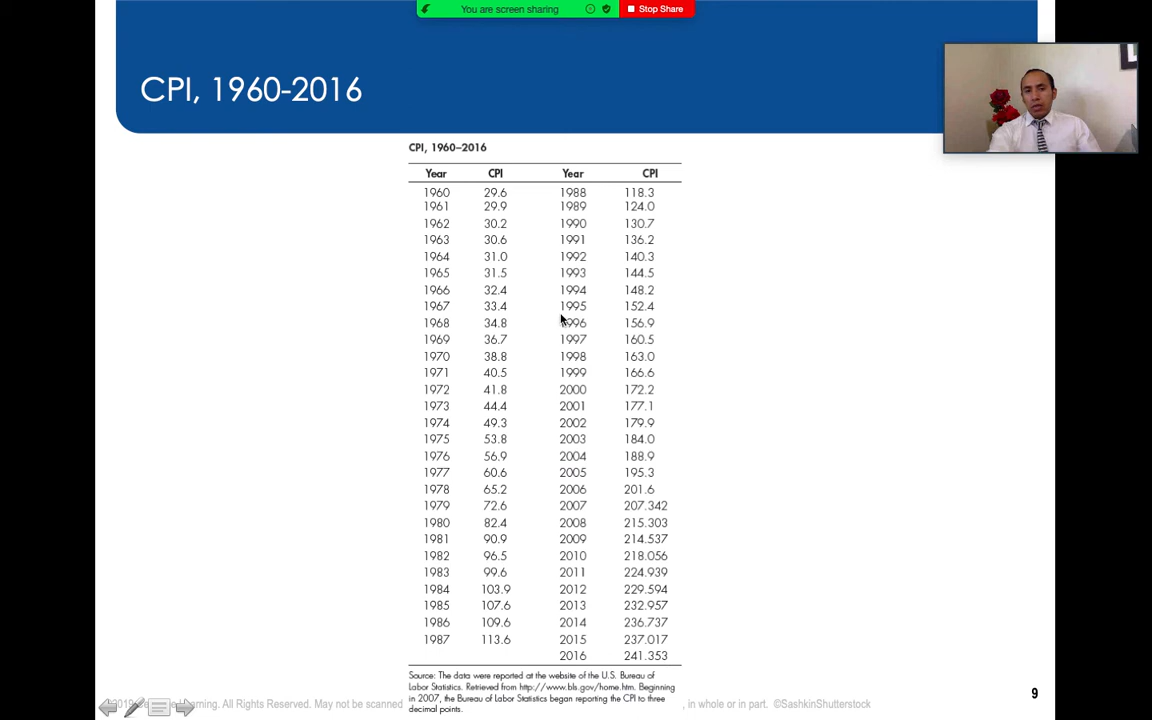 You are screen sharing
Stop Share
CPI, 1960-2016
CPI, 1960–2016
Year CPI Year CPI
1960 29.6 1988 118.3
1961 29.9 1989 124.0
1962 30.2 1990 130.7
1963 30.6 1991 136.2
1964 31.0 1992 140.3
1965 31.5 1993 144.5
1966 32.4 1994 148.2
1967 33.4 1995 152.4
1968 34.8 1996 156.9
1969 36.7 1997 160.5
1970 38.8 1998 163.0
1971 40.5 1999 166.6
1972 41.8 2000 172.2
1973 44.4 2001 177.1
1974 49.3 2002 179.9
1975 53.8 2003 184.0
1976 56.9 2004 188.9
1977 60.6 2005 195.3
1978 65.2 2006 201.6
1979 72.6 2007 207.342
1980 82.4 2008 215.303
1981 90.9 2009 214.537
1982 96.5 2010 218.056
1983 99.6 2011 224.939
1984 103.9 2012 229.594
1985 107.6 2013 232.957
1986 109.6 2014 236.737
1987 113.6 2015 237.017
2016 241.353
Source: The data were reported at the website of the U.S. Bureau of
Labor Statistics. Retrieved from http://www.bls.gov/home.htm. Beginning
in 2007, the Bureau of Labor Statistics began reporting the CPI to three
decimal points.
9
All Rights Reserved. May not be scanned , in whole or in part. ©SashkinShutterstock